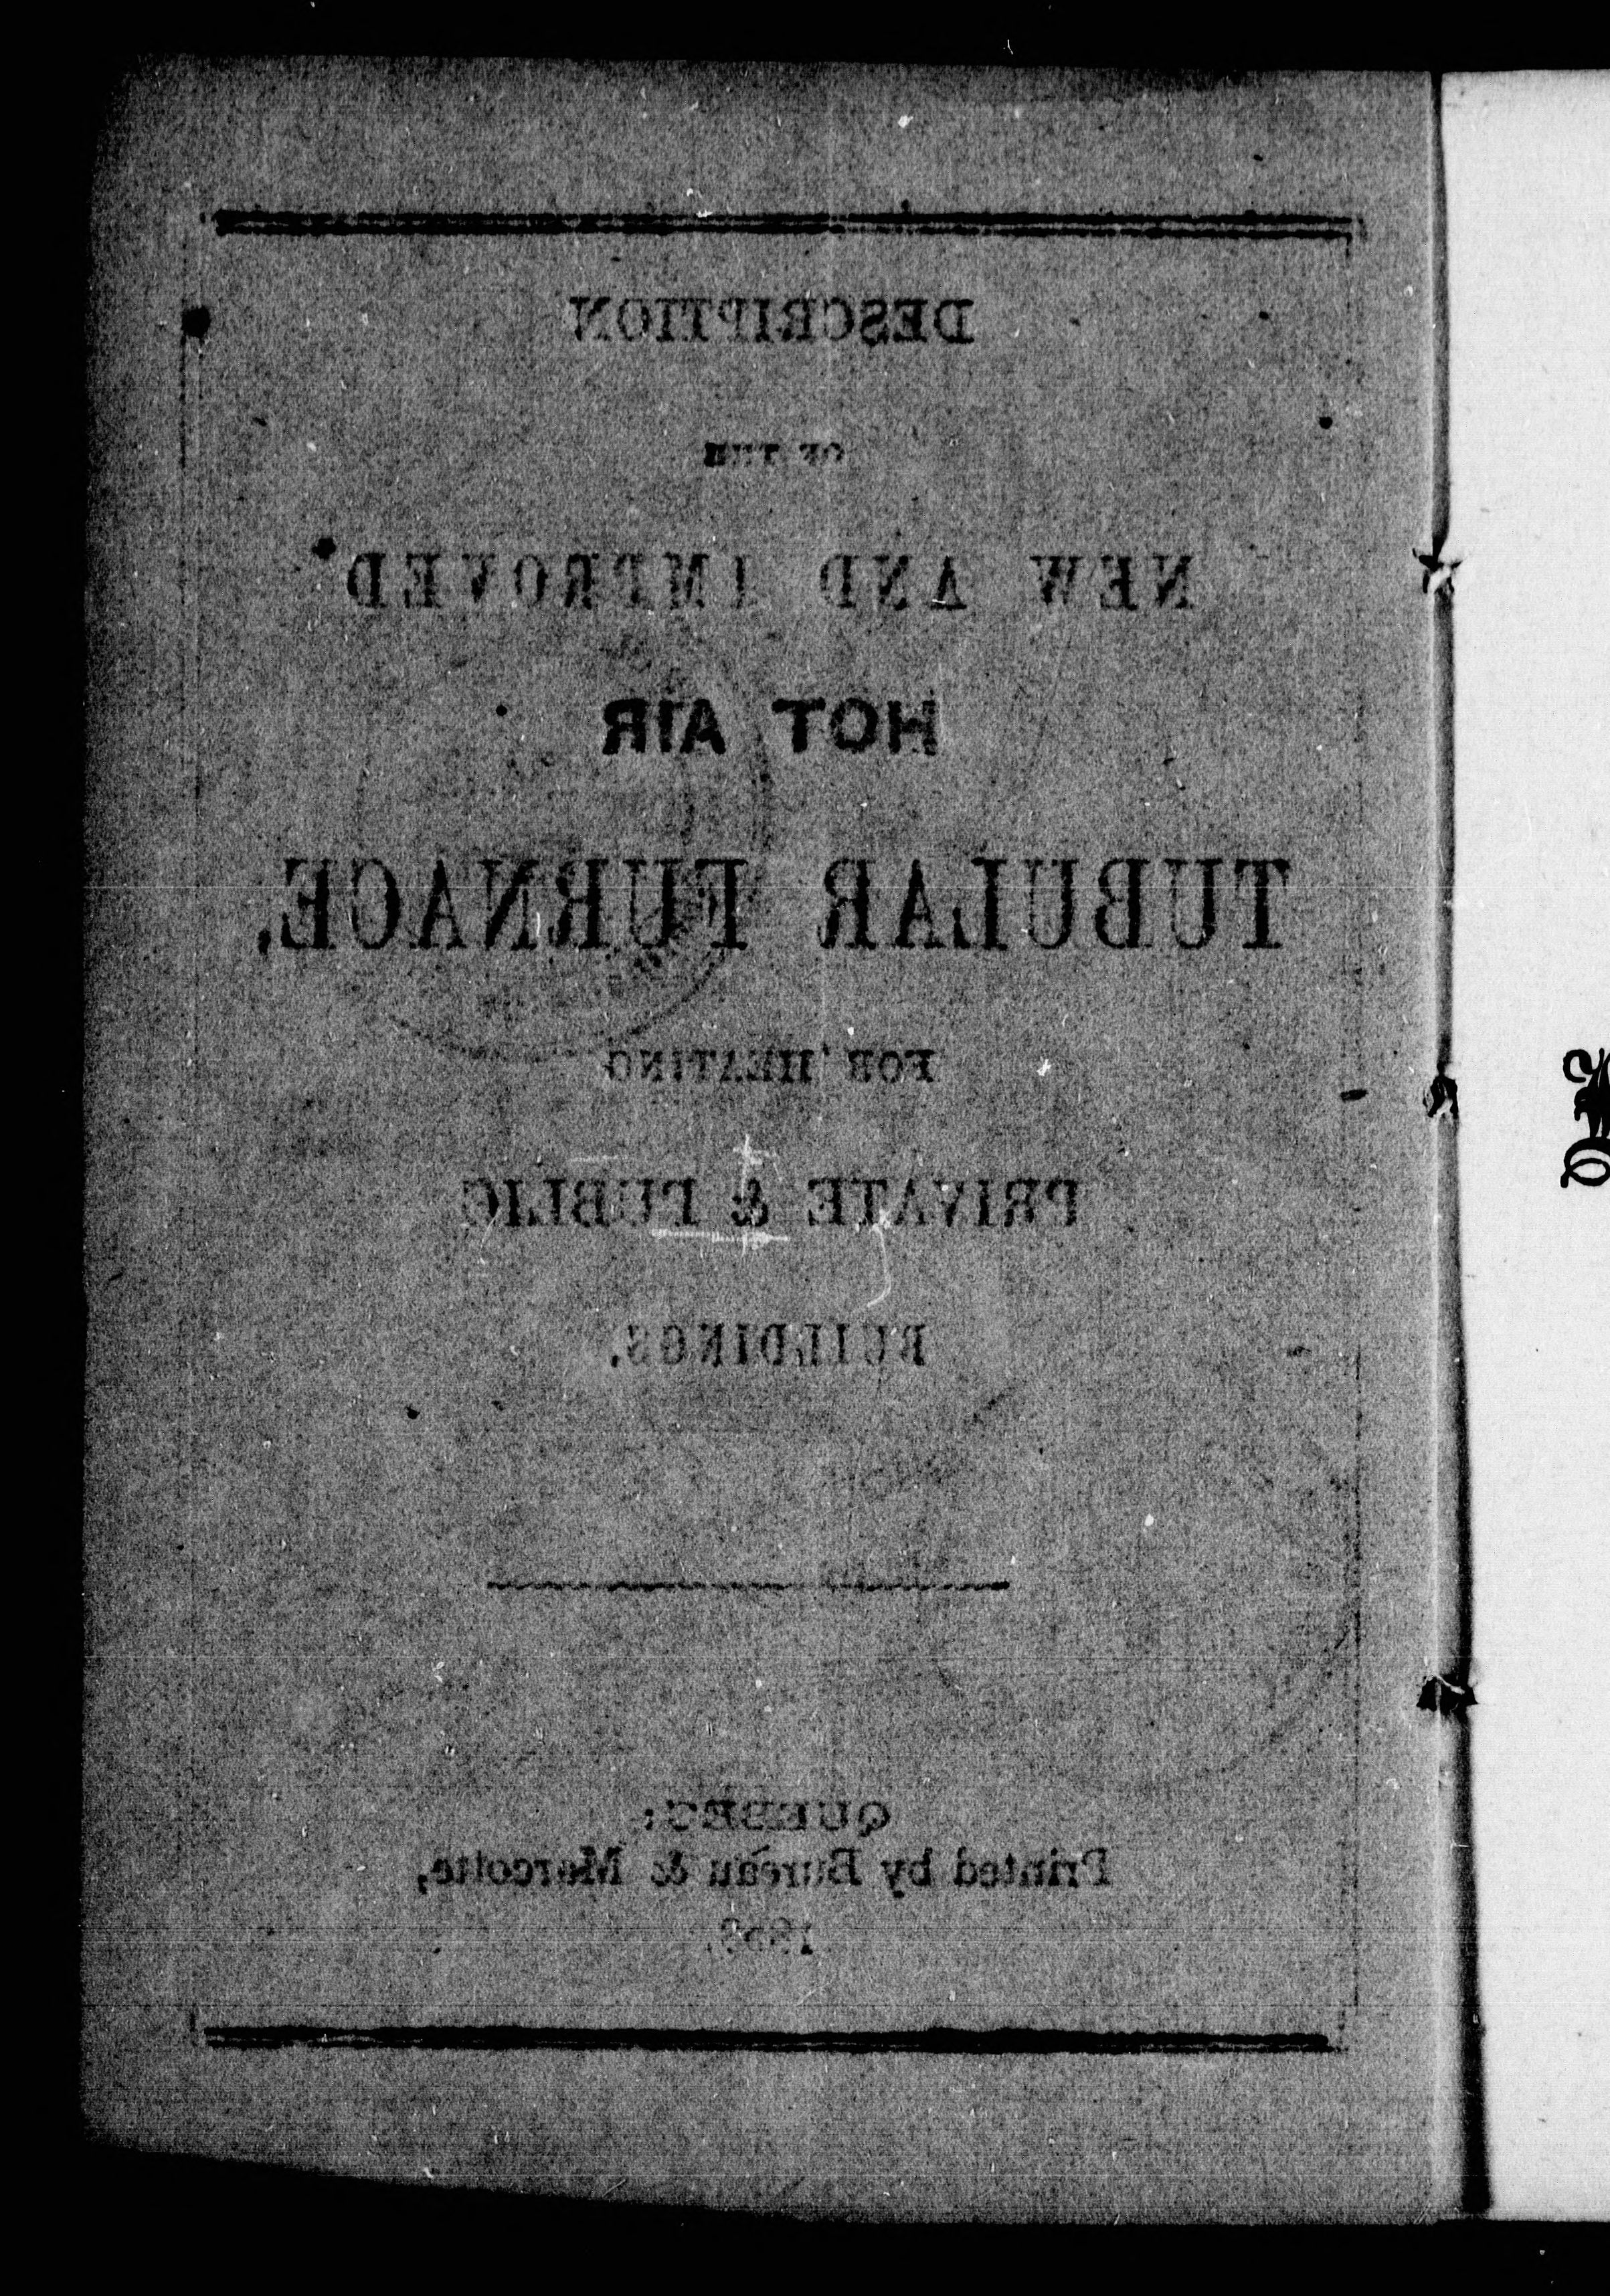 DESCRIPTION
OF THE
NEW AND IMPROVED
HOT AIR
TUBULAR FURNACE,
FOR HEATING
PRIVATE & PUBLIC
BUILDINGS.
QUEBEC:
Printed by Bureau & Marcotte,